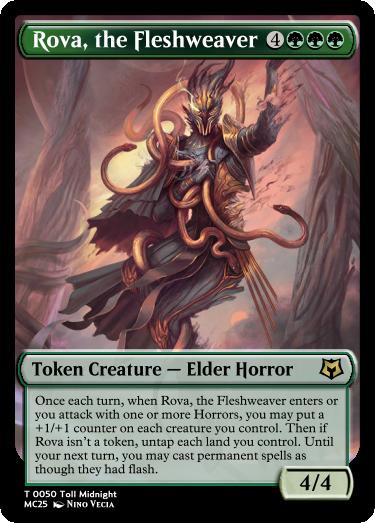 Rova, the Fleshweaver 4
Token Creature — Elder Horror
Once each turn, when Rova, the Fleshweaver enters or
you attack with one or more Horrors, you may put a
+1/+1 counter on each creature you control. Then if
Rova isn't a token, untap each land you control. Until
your next turn, you may cast permanent spells as
though they had flash.
4/4
T 0050 Toll Midnight
MC25 Nino Vecia